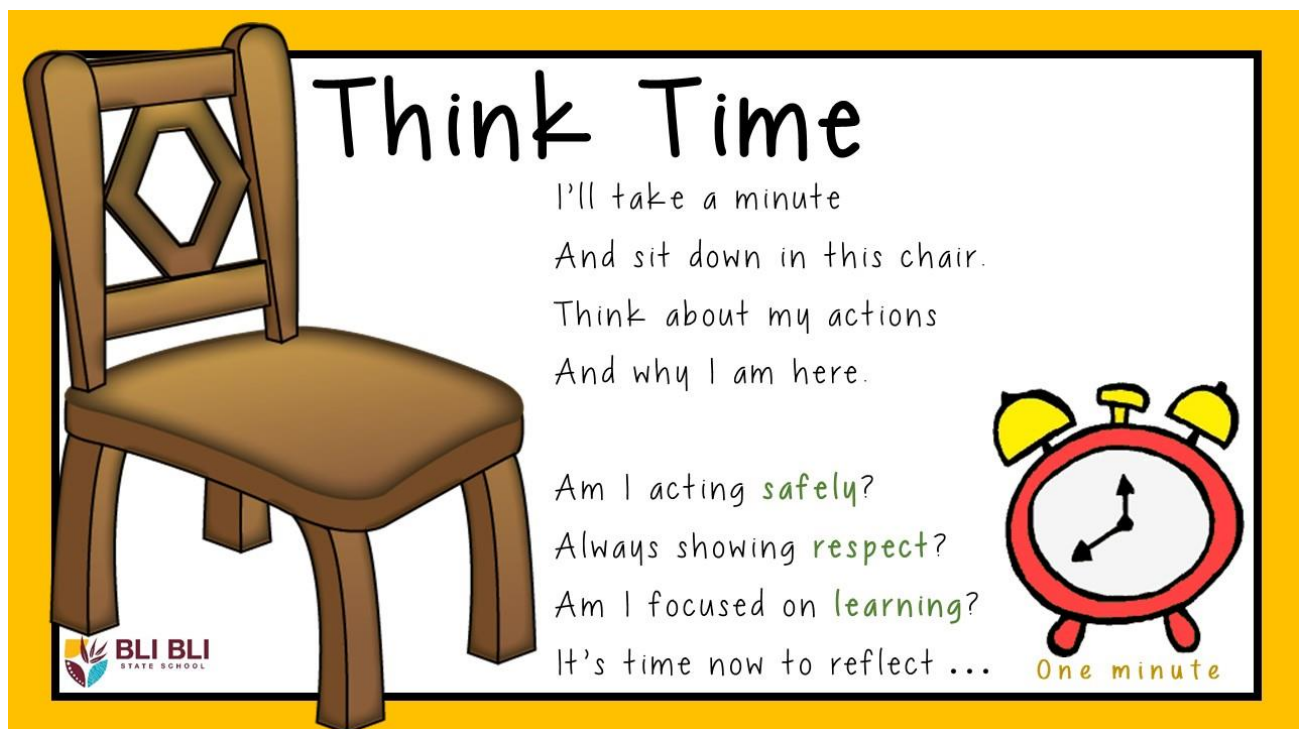 Think Time
I'll take a minute
And sit down in this chair.
Think about my actions
And why I am here.
Am I acting safely?
Always showing respect?
Am I focused on learning?
It's time now to reflect ...
One minute
BLI BLI
STATE SCHOOL